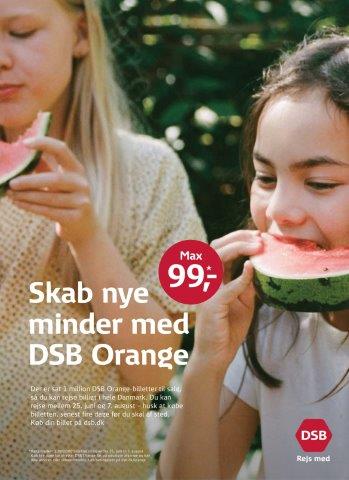 Max
99,-*
Skab nye
minder med
DSB Orange
Der er sat 1 million DSB Orange-billetter til salg,
så du kan rejse billigt i hele Danmark. Du kan
rejse mellem 25. juni og 7. august – husk at købe
billetten, senest fire dage før du skal af sted.
Køb din billet på dsb.dk
DSB
Rejs med